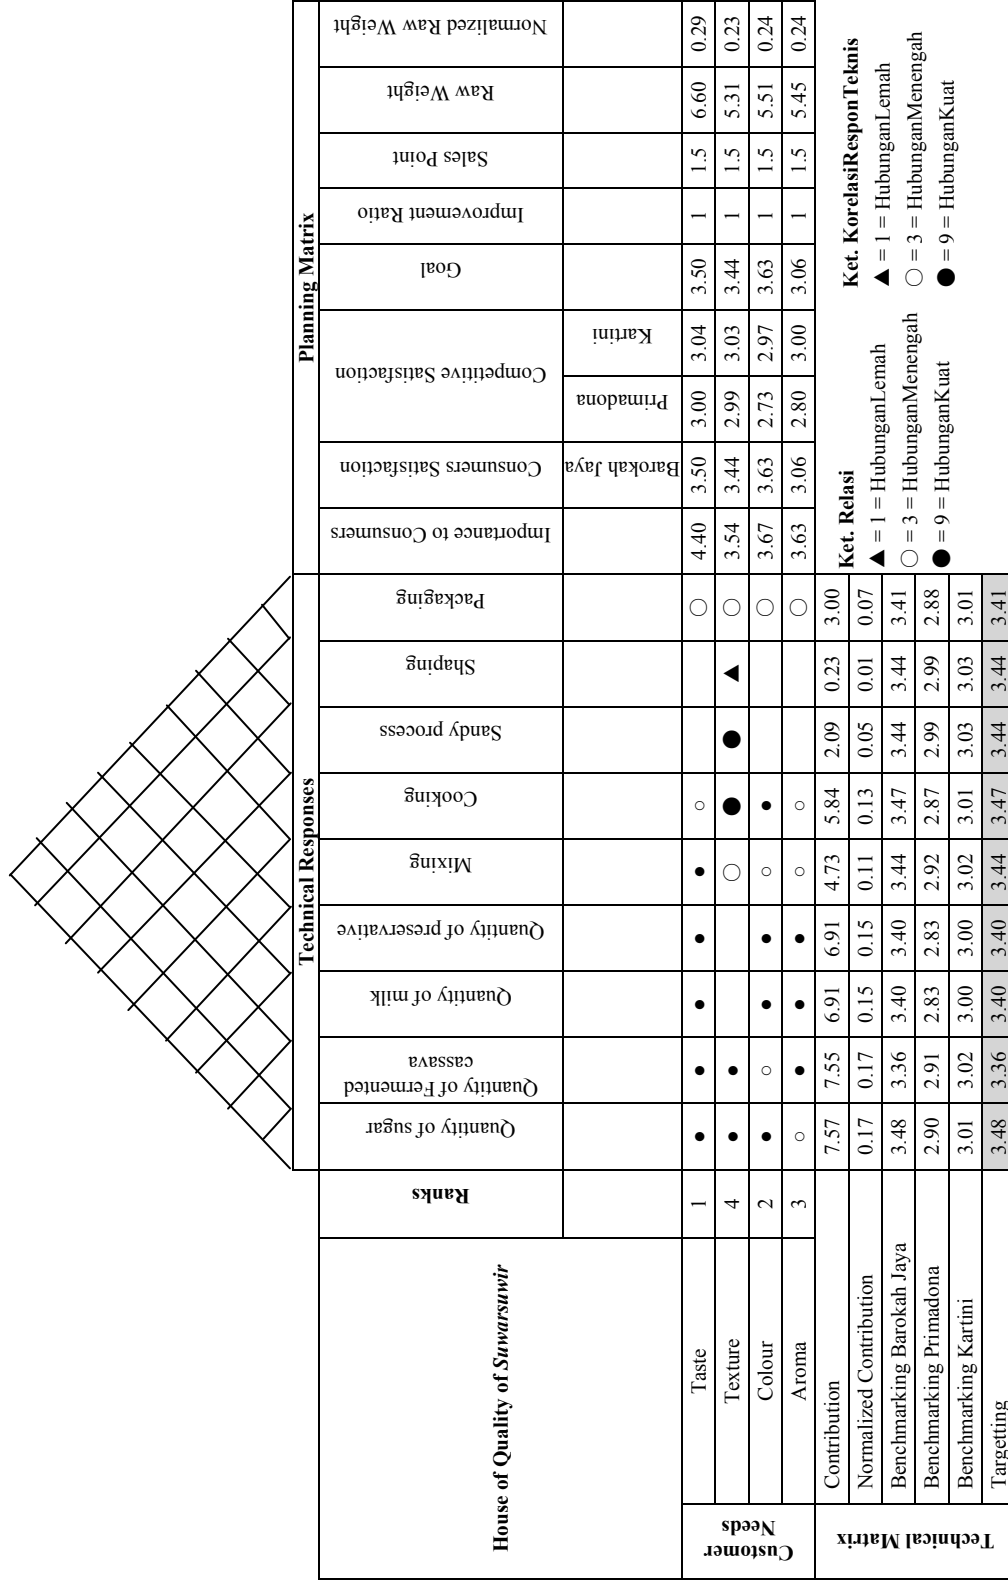 Technical Responses
Planning Matrix
House of Quality of Suwarsuwir
Ranks
Quantity of sugar
Quantity of Fermented
cassava
Quantity of milk
Quantity of preservative
Mixing
Cooking
Sandy process
Shaping
Packaging
Importance to Consumers
Consumers Satisfaction
Competitive Satisfaction
Goal
Improvement Ratio
Sales Point
Raw Weight
Normalized Raw Weight
Barokah Jaya
Primadona
Kartini
Customer
Needs
Taste 1 ● ● ● ● ● ○ ○ 4.40 3.50 3.00 3.04 3.50 1 1.5 6.60 0.29
Texture 4 ● ● ○ ● ● ▲ ○ 3.54 3.44 2.99 3.03 3.44 1 1.5 5.31 0.23
Colour 2 ● ○ ● ● ○ ● ○ 3.67 3.63 2.73 2.97 3.63 1 1.5 5.51 0.24
Aroma 3 ○ ● ● ● ○ ○ ○ 3.63 3.06 2.80 3.00 3.06 1 1.5 5.45 0.24
Technical Matrix
Contribution 7.57 7.55 6.91 6.91 4.73 5.84 2.09 0.23 3.00
Normalized Contribution 0.17 0.17 0.15 0.15 0.11 0.13 0.05 0.01 0.07
Benchmarking Barokah Jaya 3.48 3.36 3.40 3.40 3.44 3.47 3.44 3.44 3.41
Benchmarking Primadona 2.90 2.91 2.83 2.83 2.92 2.87 2.99 2.99 2.88
Benchmarking Kartini 3.01 3.02 3.00 3.00 3.02 3.01 3.03 3.03 3.01
Targetting 3.48 3.36 3.40 3.40 3.44 3.47 3.44 3.44 3.41
Ket. Relasi
▲ = 1 = HubunganLemah
○ = 3 = HubunganMenengah
● = 9 = HubunganKuat
Ket. KorelasiResponTeknis
▲ = 1 = HubunganLemah
○ = 3 = HubunganMenengah
● = 9 = HubunganKuat